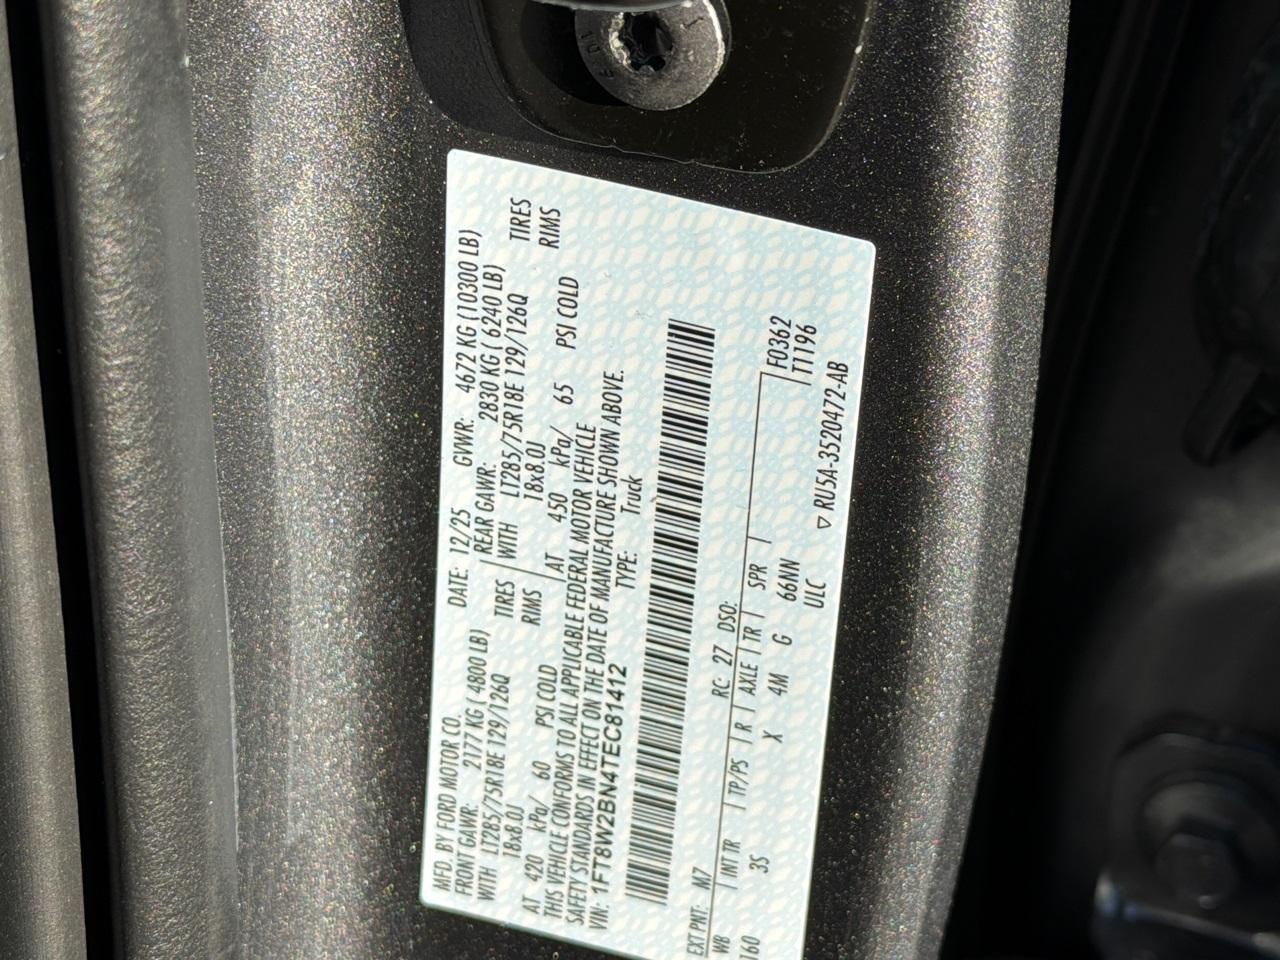 MFD. BY FORD MOTOR CO.
DATE: 12/25 GVWR: 4672 KG (10300 LB)
FRONT GAWR: 2177 KG ( 4800 LB) REAR GAWR: 2830 KG ( 6240 LB)
WITH LT285/75R18E 129/126Q TIRES WITH LT285/75R18E 129/126Q TIRES
18x8.0J RIMS 18x8.0J RIMS
AT 420 kPa/ 60 PSI COLD AT 450 kPa/ 65 PSI COLD
THIS VEHICLE CONFORMS TO ALL APPLICABLE FEDERAL MOTOR VEHICLE
SAFETY STANDARDS IN EFFECT ON THE DATE OF MANUFACTURE SHOWN ABOVE.
VIN: 1FT8W2BN4TEC81412 TYPE: Truck
EXT PNT: M7 RC: 27 DSO: F0362
WB INT TR TP/PS R AXLE TR SPR T1196
160 3S X 4M G 66NN
ULC ▽ RU5A-3520472-AB